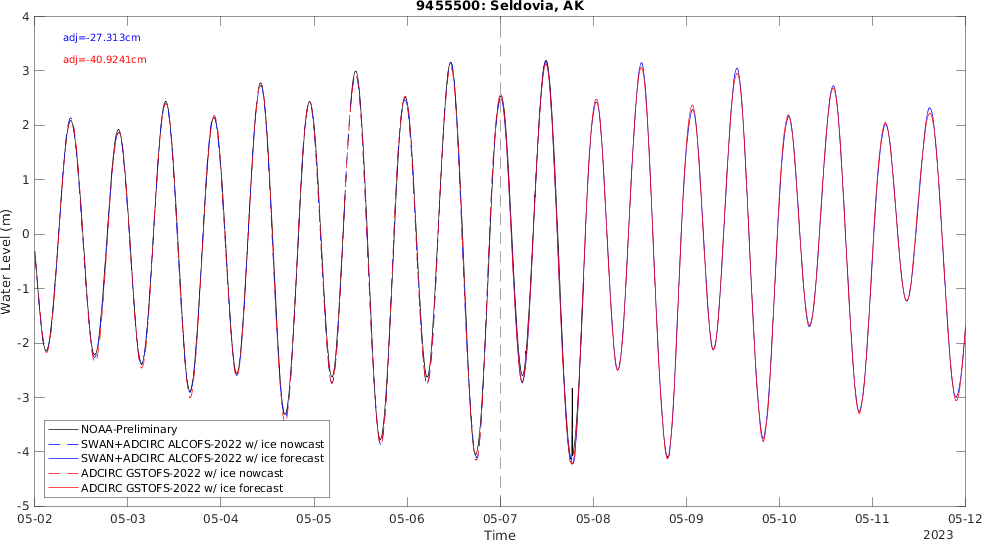 9455500: Seldovia, AK
adj=-27.313cm
adj=-40.9241cm
4
3
2
1
0
-1
-2
-3
-4
-5
Water Level (m)
NOAA-Preliminary
SWAN+ADCIRC ALCOFS-2022 w/ ice nowcast
SWAN+ADCIRC ALCOFS-2022 w/ ice forecast
ADCIRC GSTOFS-2022 w/ ice nowcast
ADCIRC GSTOFS-2022 w/ ice forecast
05-02 05-03 05-04 05-05 05-06 05-07 05-08 05-09 05-10 05-11 05-12
Time
2023